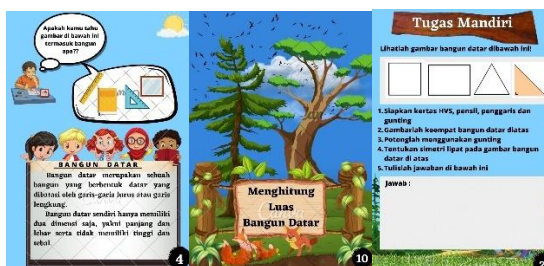 Apakah kamu tahu
gambar di bawah ini
termasuk bangun
apa??
BANGUN DATAR
Bangun datar merupakan sebuah
bangun yang berbentuk datar yang
dibatasi oleh garis-garis lurus atau garis
lengkung.
Bangun datar sendiri hanya memiliki
dua dimensi saja, yakni panjang dan
lebar serta tidak memiliki tinggi dan
tebal.
4
Menghitung
Luas
Bangun Datar
10
Tugas Mandiri
Lihatlah gambar bangun datar dibawah ini!
1. Siapkan kertas HVS, pensil, penggaris dan
gunting
2. Gambarlah keempat bangun datar diatas
3. Potonglah menggunakan gunting
4. Tentukan simetri lipat pada gambar bangun
datar di atas
5. Tulislah jawaban di bawah ini
Jawab :